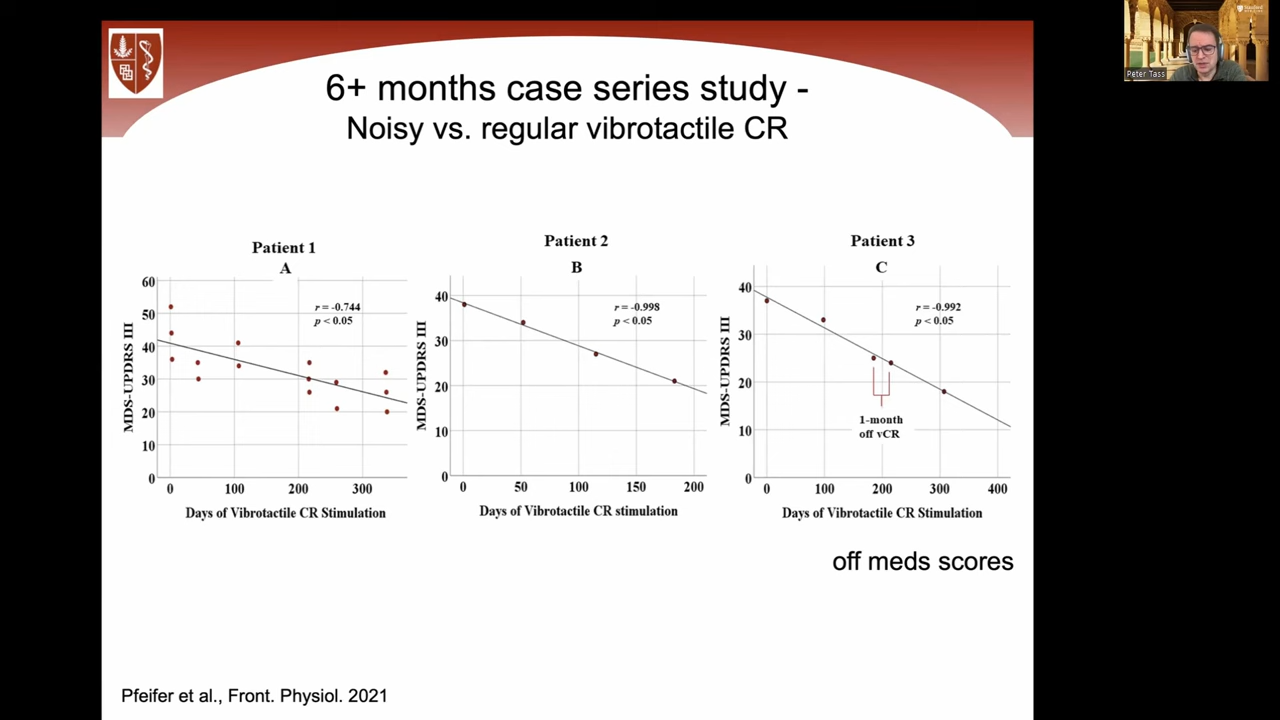 6+ months case series study -
Noisy vs. regular vibrotactile CR
Peter Tass
Patient 1
A
r = -0.744
p < 0.05
MDS-UPDRS III
60
50
40
30
20
10
0
0 100 200 300
Days of Vibrotactile CR Stimulation
Patient 2
B
r = -0.998
p < 0.05
MDS-UPDRS III
40
30
20
10
0
0 50 100 150 200
Days of Vibrotactile CR stimulation
Patient 3
C
r = -0.992
p < 0.05
MDS-UPDRS III
40
30
20
10
0
1-month
off vCR
0 100 200 300 400
Days of Vibrotactile CR Stimulation
off meds scores
Pfeifer et al., Front. Physiol. 2021